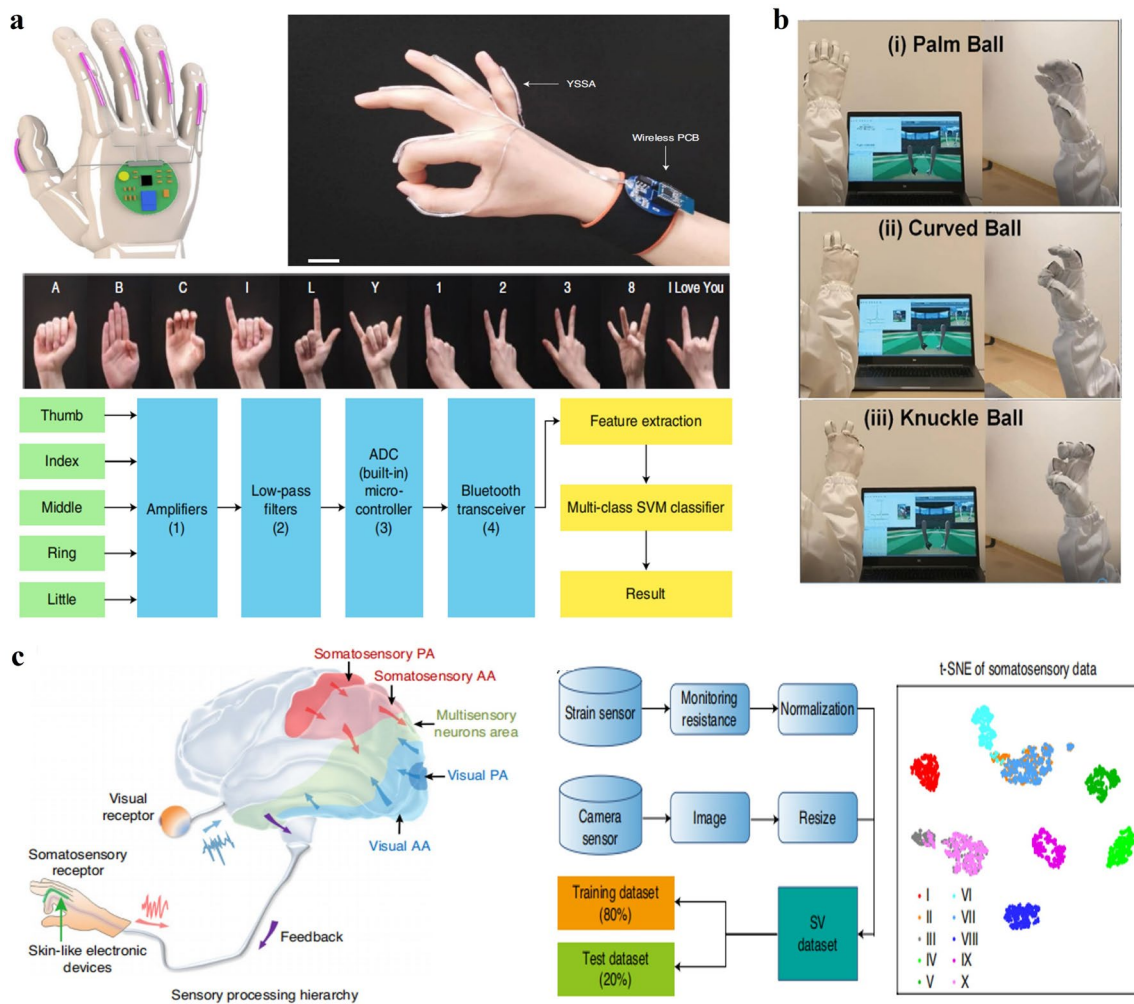 a
YSSA
Wireless PCB
A B C I L Y 1 2 3 8 I Love You
Thumb
Index
Middle
Ring
Little
Amplifiers
(1)
Low-pass
filters
(2)
ADC
(built-in)
micro-
controller
(3)
Bluetooth
transceiver
(4)
Feature extraction
Multi-class SVM classifier
Result
b
(i) Palm Ball
(ii) Curved Ball
(iii) Knuckle Ball
c
Somatosensory PA
Somatosensory AA
Multisensory
neurons area
Visual PA
Visual AA
Visual
receptor
Somatosensory
receptor
Skin-like electronic
devices
Feedback
Sensory processing hierarchy
Strain sensor
Monitoring
resistance
Normalization
Camera
sensor
Image
Resize
Training dataset
(80%)
Test dataset
(20%)
SV
dataset
t-SNE of somatosensory data
I
II
III
IV
V
VI
VII
VIII
IX
X